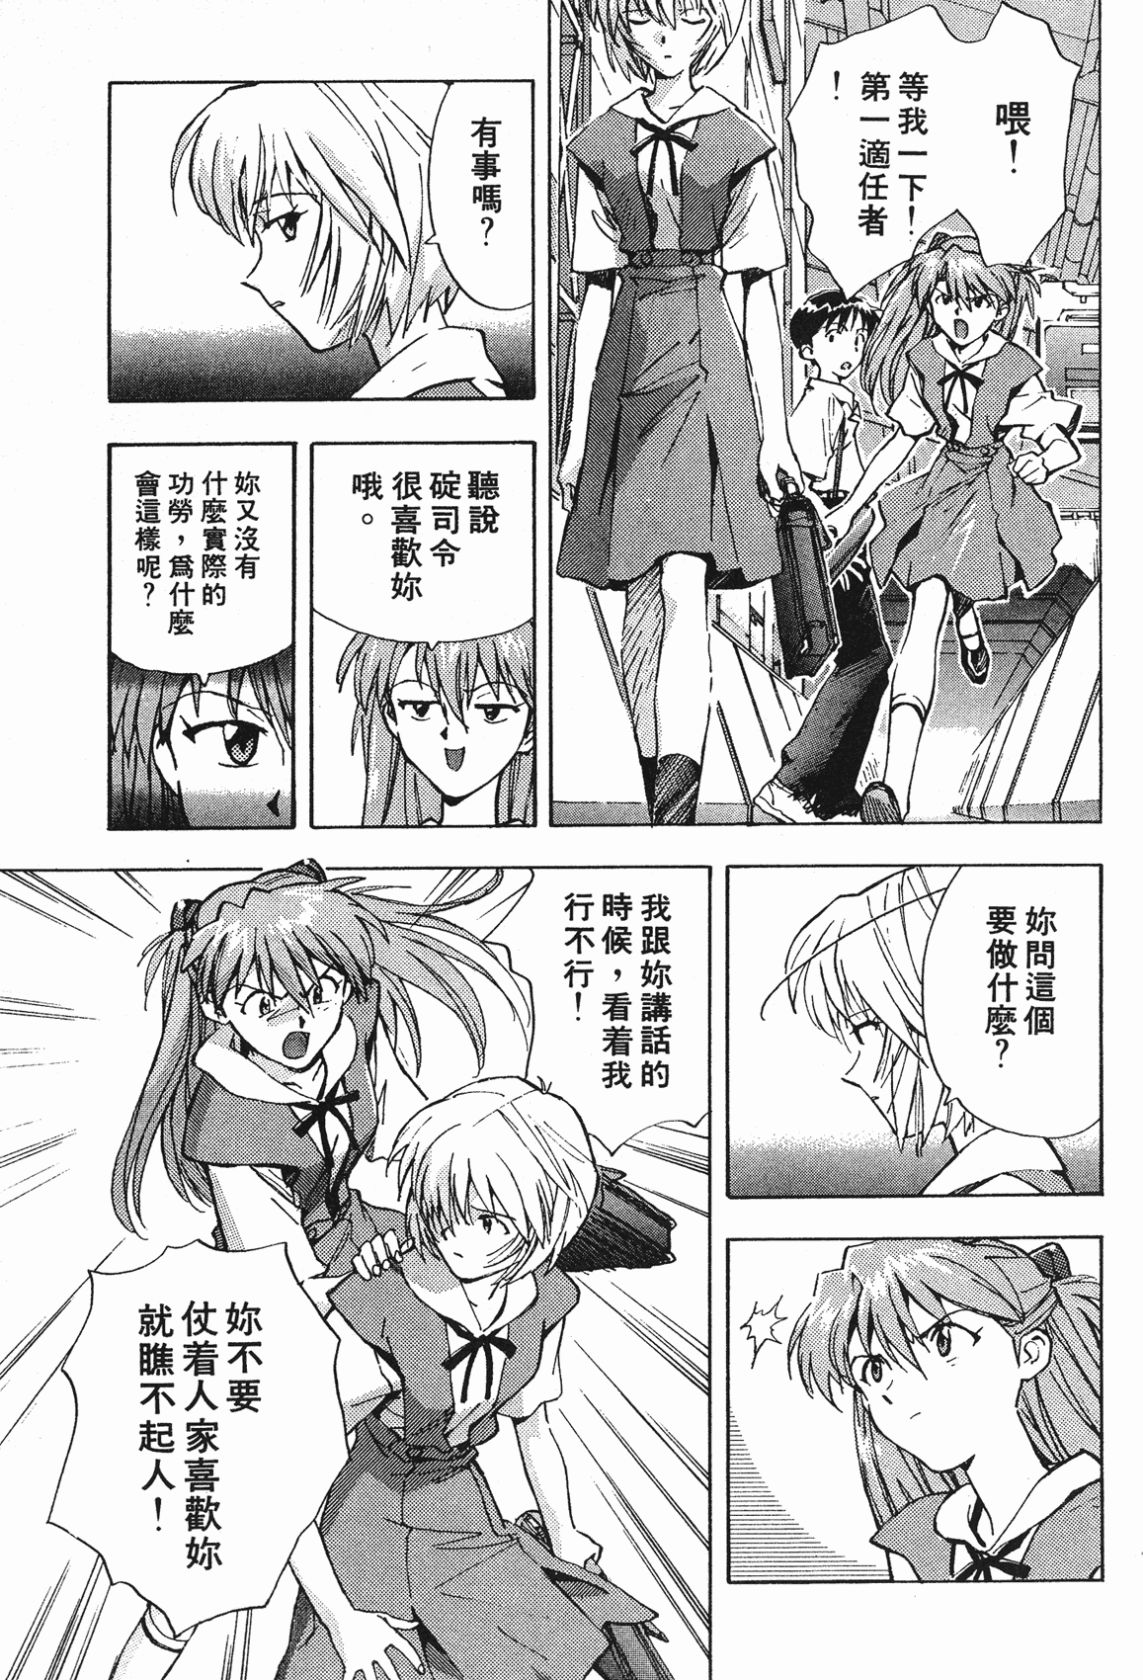 喂！
等我一下！
第一適任者
！
有事嗎？
聽說
碇司令
很喜歡妳
哦。
妳又沒有
什麼實際的
功勞，爲什麼
會這樣呢？
妳問這個
要做什麼？
我跟妳講話的
時候，看着我
行不行！
妳不要
仗着人家喜歡妳
就瞧不起人！